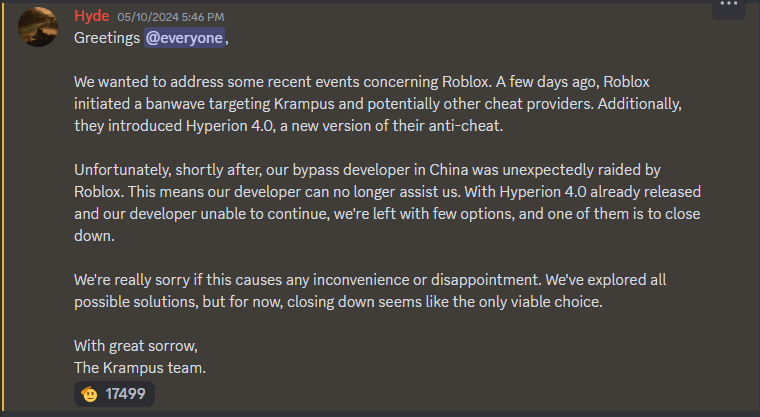 Hyde 05/10/2024 5:46 PM
Greetings @everyone,
We wanted to address some recent events concerning Roblox. A few days ago, Roblox
initiated a banwave targeting Krampus and potentially other cheat providers. Additionally,
they introduced Hyperion 4.0, a new version of their anti-cheat.
Unfortunately, shortly after, our bypass developer in China was unexpectedly raided by
Roblox. This means our developer can no longer assist us. With Hyperion 4.0 already released
and our developer unable to continue, we're left with few options, and one of them is to close
down.
We're really sorry if this causes any inconvenience or disappointment. We've explored all
possible solutions, but for now, closing down seems like the only viable choice.
With great sorrow,
The Krampus team.
17499